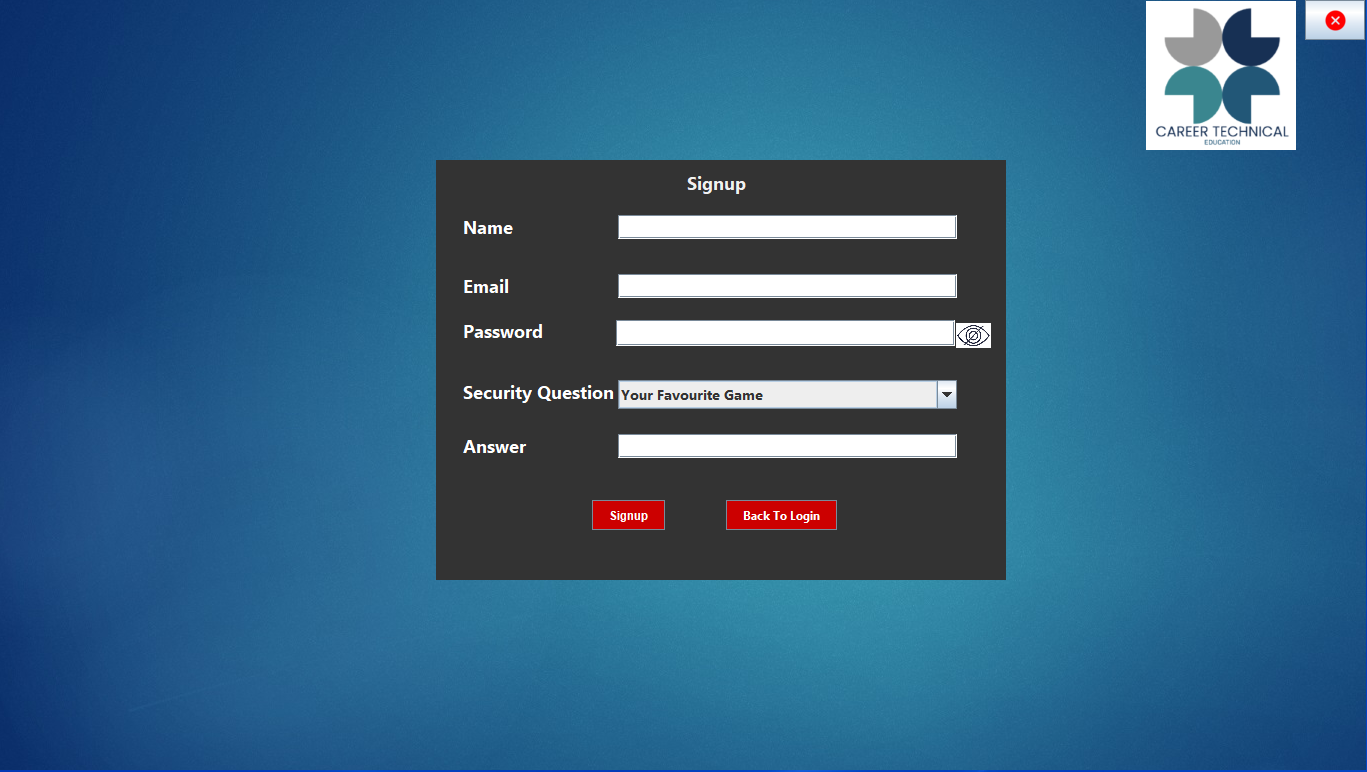 CAREER TECHNICAL
EDUCATION
Signup
Name
Email
Password
Security Question Your Favourite Game
Answer
Signup Back To Login